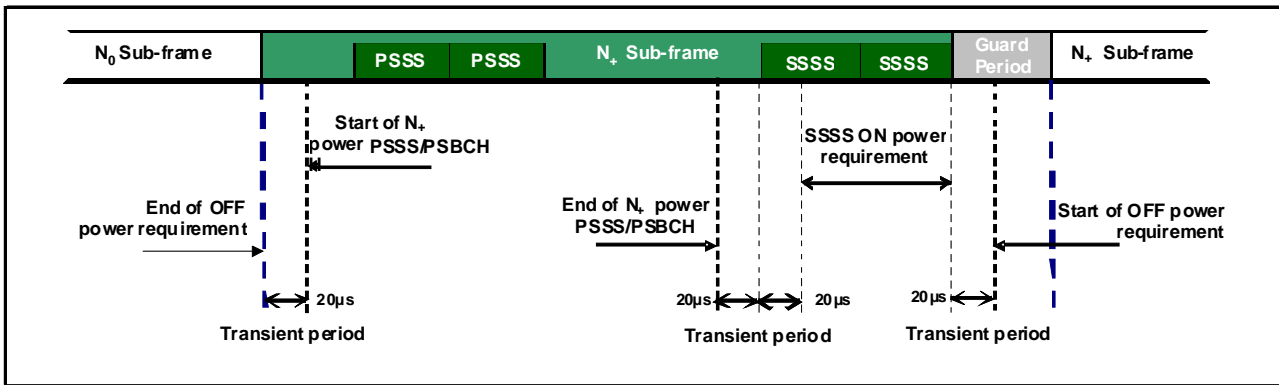 N0 Sub-frame
PSSS
PSSS
N+ Sub-frame
SSSS
SSSS
Guard
Period
N+ Sub-frame
Start of N+
power PSSS/PSBCH
SSSS ON power
requirement
End of OFF
power requirement
End of N+ power
PSSS/PSBCH
Start of OFF power
requirement
20µs
20µs
20µs
20µs
Transient period
Transient period
Transient period